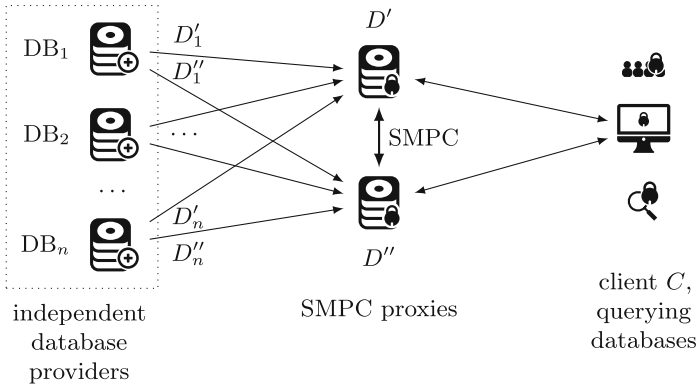 D′
DB₁
D′₁
D″₁
DB₂
...
SMPC
...
DBₙ
D′ₙ
D″ₙ
D″
independent
database
providers
SMPC proxies
client C,
querying
databases